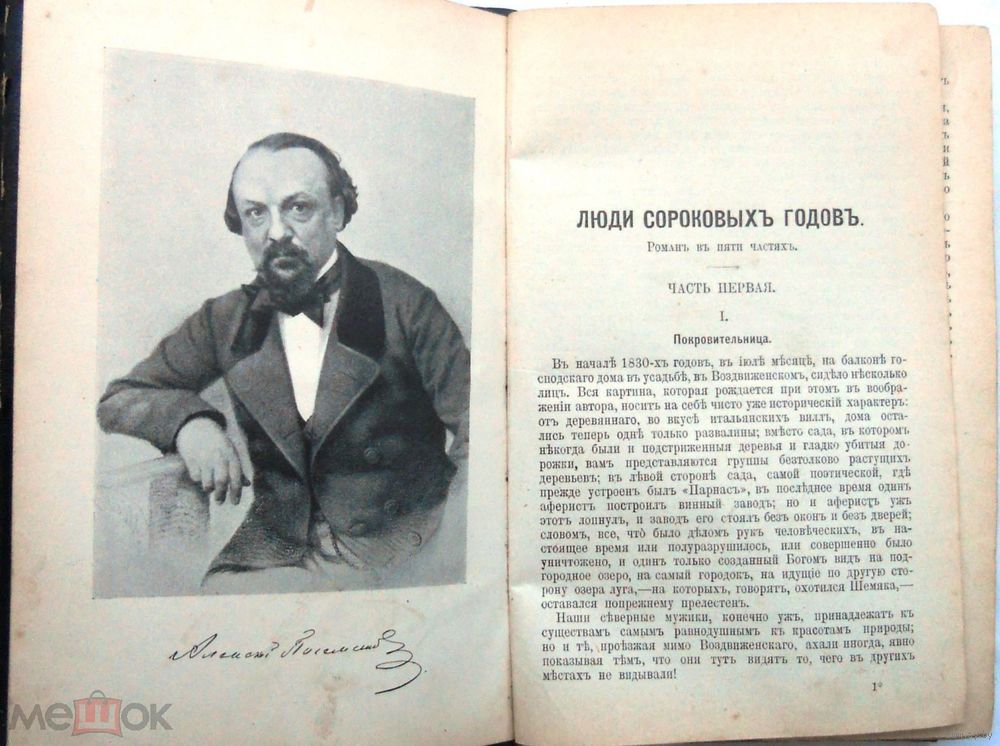 Алексѣй Писемскій
мешок
ЛЮДИ СОРОКОВЫХЪ ГОДОВЪ.
Романъ въ пяти частяхъ.
ЧАСТЬ ПЕРВАЯ.
I.
Покровительница.
Въ началѣ 1830-хъ годовъ, въ іюлѣ мѣсяцѣ, на балконѣ гос-
подскаго дома въ усадьбѣ, въ Воздвиженскомъ, сидѣло нѣсколько
лицъ. Вся картина, которая рождается при этомъ въ вообра-
женіи автора, носитъ на себѣ чисто уже историческій характеръ:
отъ деревяннаго, во вкусѣ итальянскихъ виллъ, дома оста-
лись теперь однѣ только развалины; вмѣсто сада, въ которомъ
нѣкогда были и подстриженныя деревья и гладко убитыя до-
рожки, вамъ представляются группы безтолково растущихъ
деревьевъ; въ лѣвой сторонѣ сада, самой поэтической, гдѣ
прежде устроенъ былъ «Парнасъ», въ послѣднее время одинъ
аферистъ построилъ винный заводъ; но и аферистъ ужъ
этотъ лопнулъ, и заводъ его стоялъ безъ оконъ и безъ дверей;
словомъ, все, что̀ было дѣломъ рукъ человѣческихъ, въ на-
стоящее время или полуразрушилось, или совершенно было
уничтожено, и одинъ только созданный Богомъ видъ на под-
городное озеро, на самый городокъ, на идущіе по другую сто-
рону озера луга,—на которыхъ, говорятъ, охотился Шемяка,—
оставался попрежнему прелестенъ.
Наши сѣверные мужики, конечно ужъ, принадлежатъ къ
существамъ самымъ равнодушнымъ къ красотамъ природы;
но и тѣ, проѣзжая мимо Воздвиженскаго, ахали иногда, явно
показывая тѣмъ, что они тутъ видятъ то, чего въ другихъ
мѣстахъ не видывали!
1*